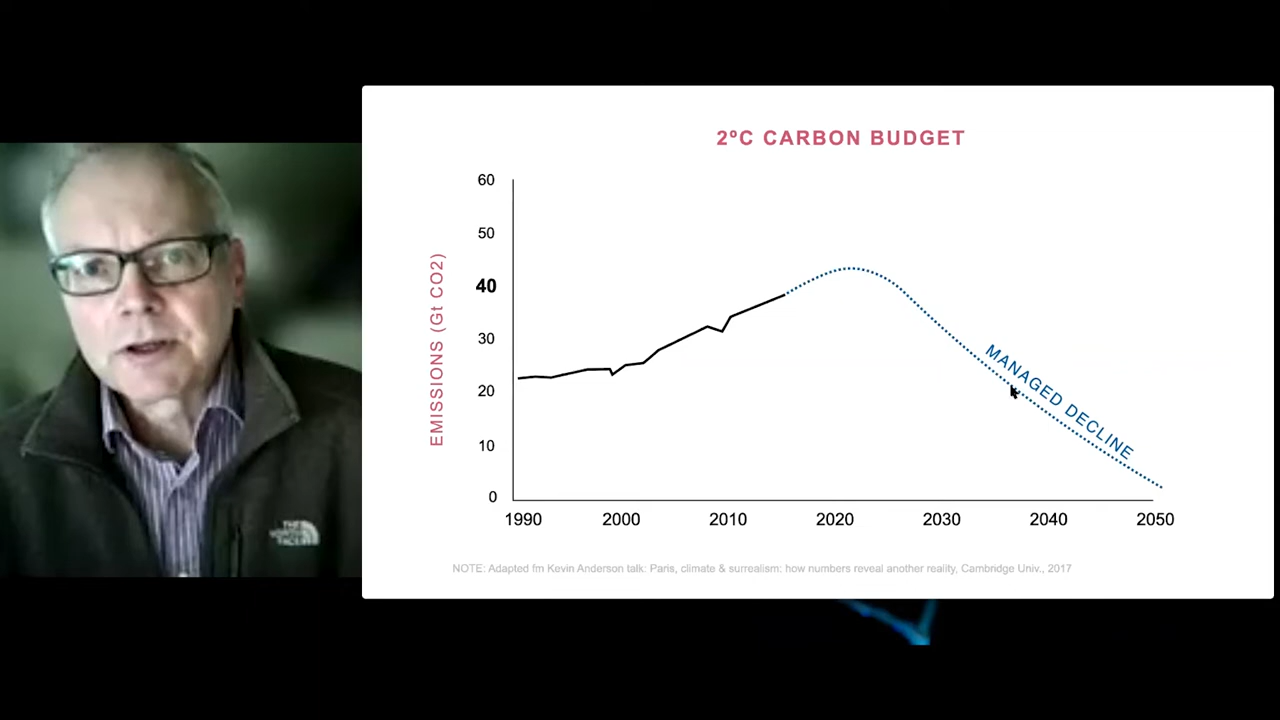 2ºC CARBON BUDGET
60
50
40
30
20
10
0
EMISSIONS (Gt CO2)
MANAGED DECLINE
1990 2000 2010 2020 2030 2040 2050
NOTE: Adapted fm Kevin Anderson talk: Paris, climate & surrealism: how numbers reveal another reality, Cambridge Univ., 2017
THE
NORTH
FACE